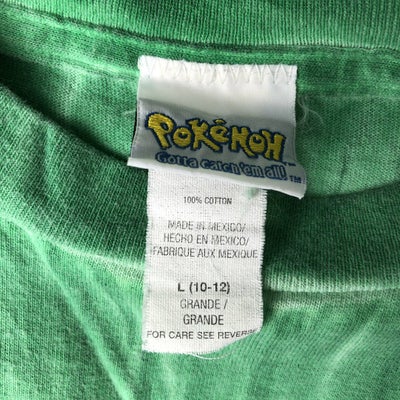 POKéMON
Gotta catch 'em all! ™
100% COTTON
MADE IN MEXICO/
HECHO EN MEXICO/
FABRIQUE AUX MEXIQUE
L (10-12)
GRANDE /
GRANDE
FOR CARE SEE REVERSE